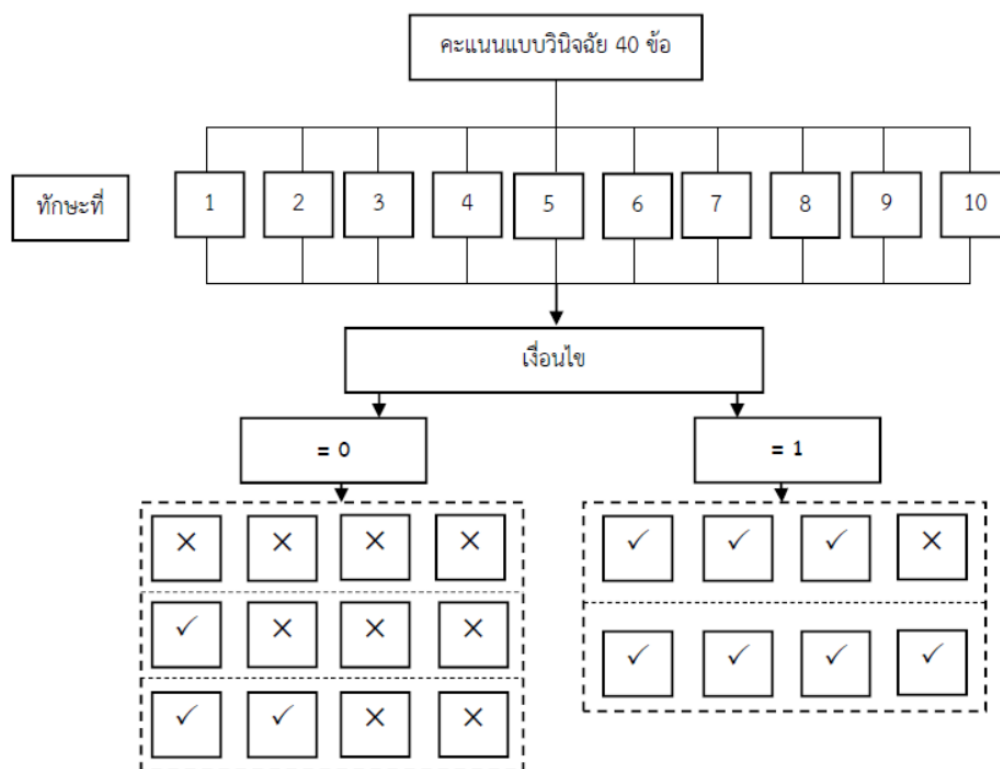 คะแนนแบบวินิจฉัย 40 ข้อ
ทักษะที่ 1 2 3 4 5 6 7 8 9 10
เงื่อนไข
= 0 = 1
× × × × ✓ ✓ ✓ ×
✓ × × × ✓ ✓ ✓ ✓
✓ ✓ × ×